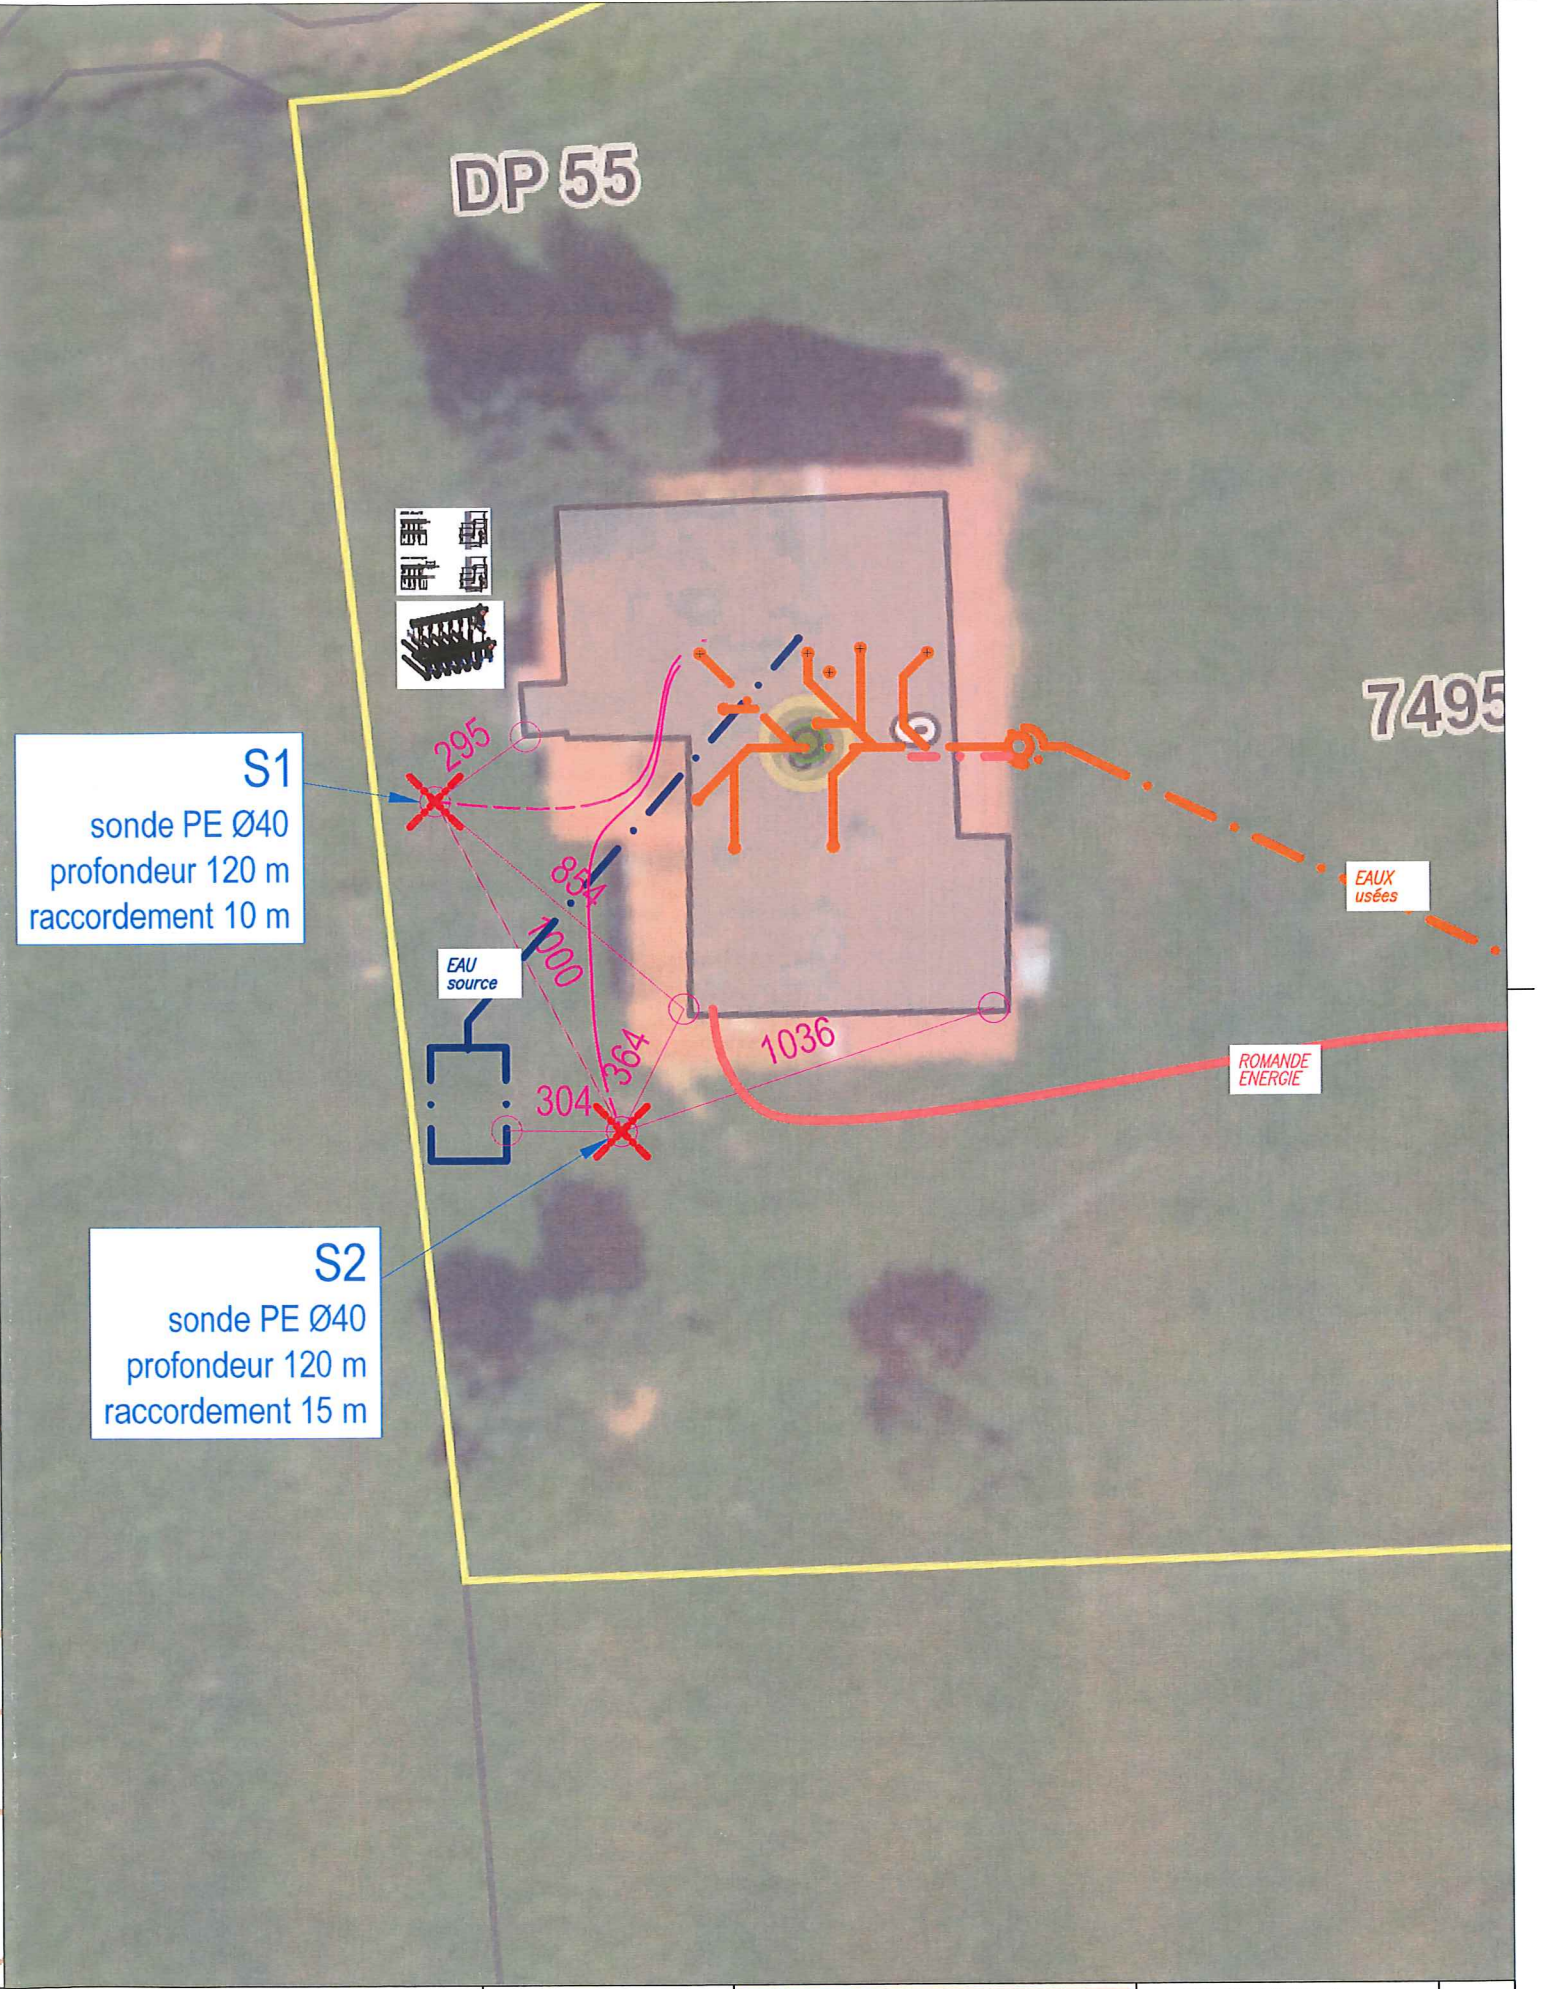 DP 55
7495
295
S1
sonde PE Ø40
profondeur 120 m
raccordement 10 m
854
1000
EAU
source
EAUX
usées
364
1036
304
ROMANDE
ENERGIE
S2
sonde PE Ø40
profondeur 120 m
raccordement 15 m